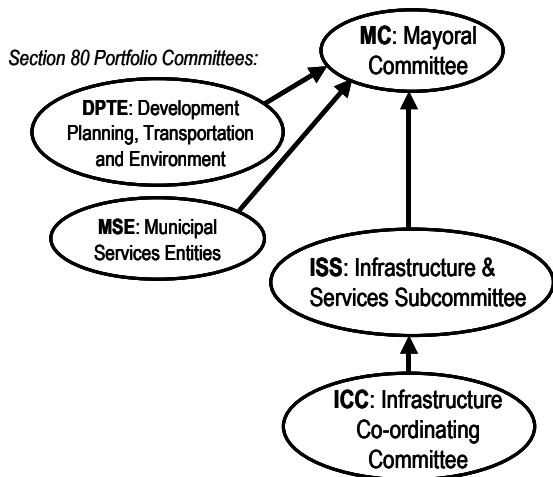 MC: Mayoral
Committee
Section 80 Portfolio Committees:
DPTE: Development
Planning, Transportation
and Environment
MSE: Municipal
Services Entities
ISS: Infrastructure &
Services Subcommittee
ICC: Infrastructure
Co-ordinating
Committee